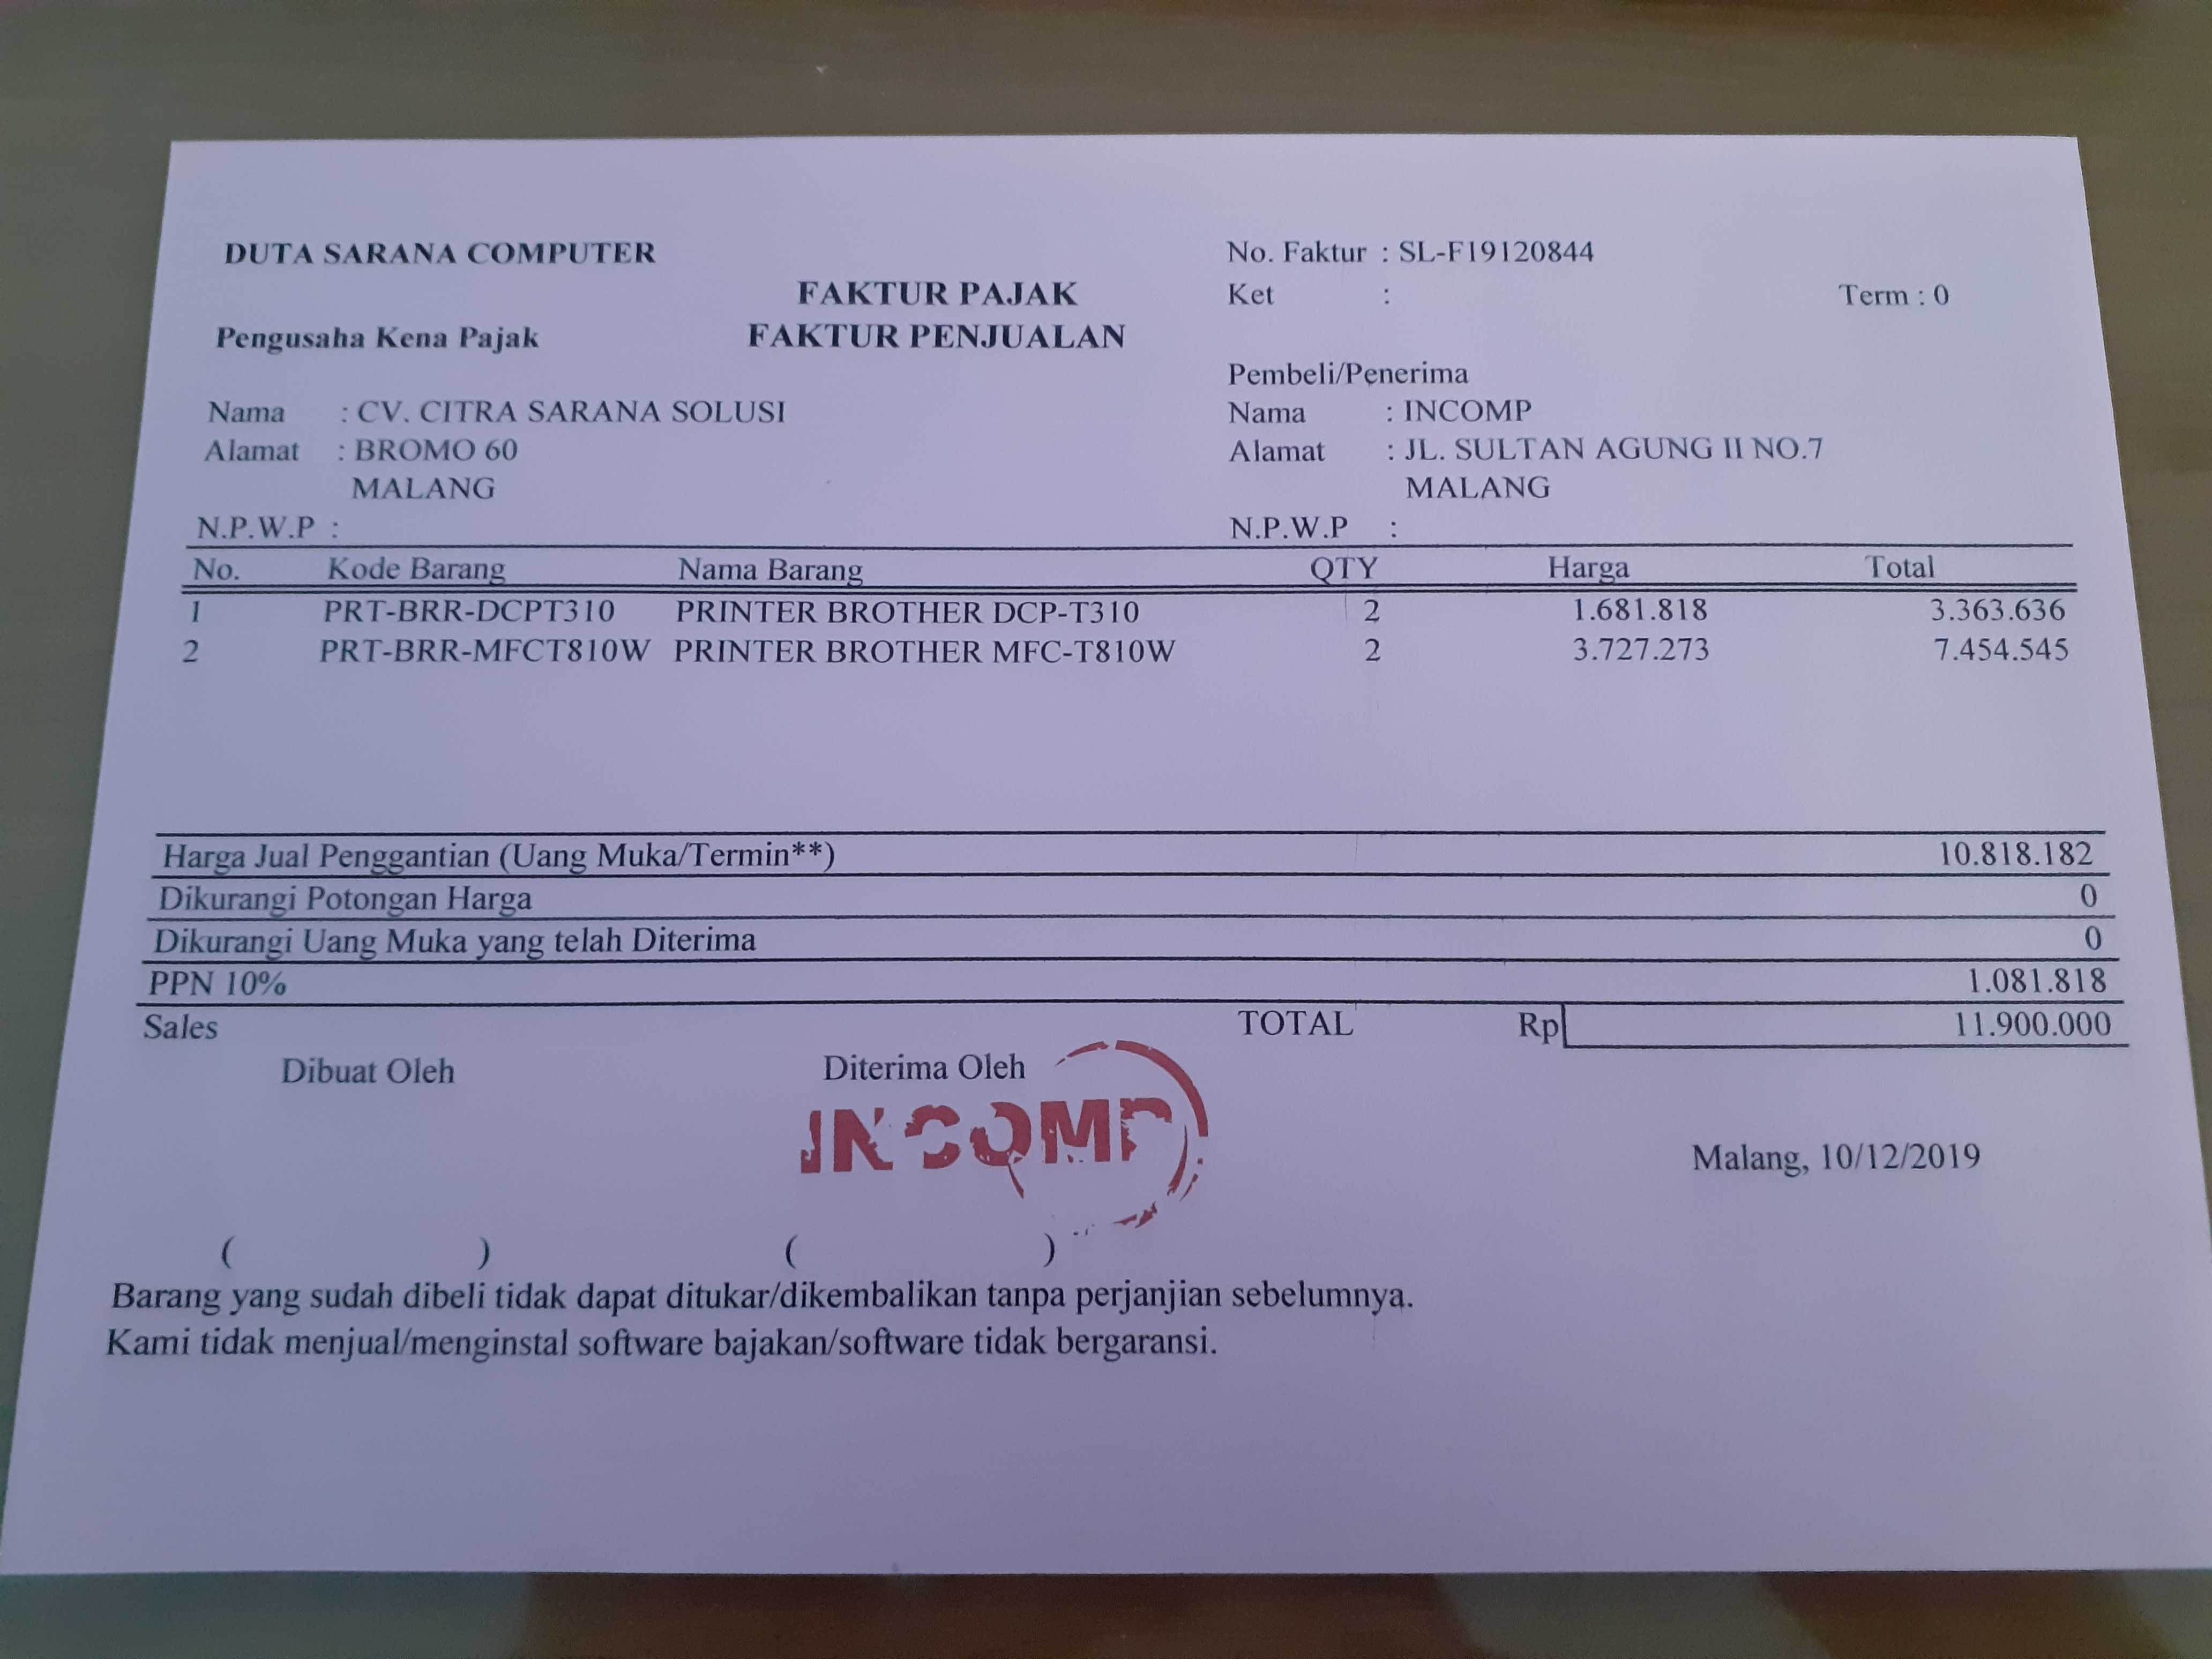 DUTA SARANA COMPUTER
FAKTUR PAJAK
FAKTUR PENJUALAN
No. Faktur : SL-F19120844
Ket :
Term : 0
Pengusaha Kena Pajak
Nama : CV. CITRA SARANA SOLUSI
Alamat : BROMO 60
MALANG
N.P.W.P :
Pembeli/Penerima
Nama : INCOMP
Alamat : JL. SULTAN AGUNG II NO.7
MALANG
N.P.W.P :
No. Kode Barang Nama Barang QTY Harga Total
1 PRT-BRR-DCPT310 PRINTER BROTHER DCP-T310 2 1.681.818 3.363.636
2 PRT-BRR-MFCT810W PRINTER BROTHER MFC-T810W 2 3.727.273 7.454.545
Harga Jual Penggantian (Uang Muka/Termin**) 10.818.182
Dikurangi Potongan Harga 0
Dikurangi Uang Muka yang telah Diterima 0
PPN 10% 1.081.818
Sales TOTAL Rp 11.900.000
Dibuat Oleh Diterima Oleh
INCOMP
Malang, 10/12/2019
( ) ( )
Barang yang sudah dibeli tidak dapat ditukar/dikembalikan tanpa perjanjian sebelumnya.
Kami tidak menjual/menginstal software bajakan/software tidak bergaransi.